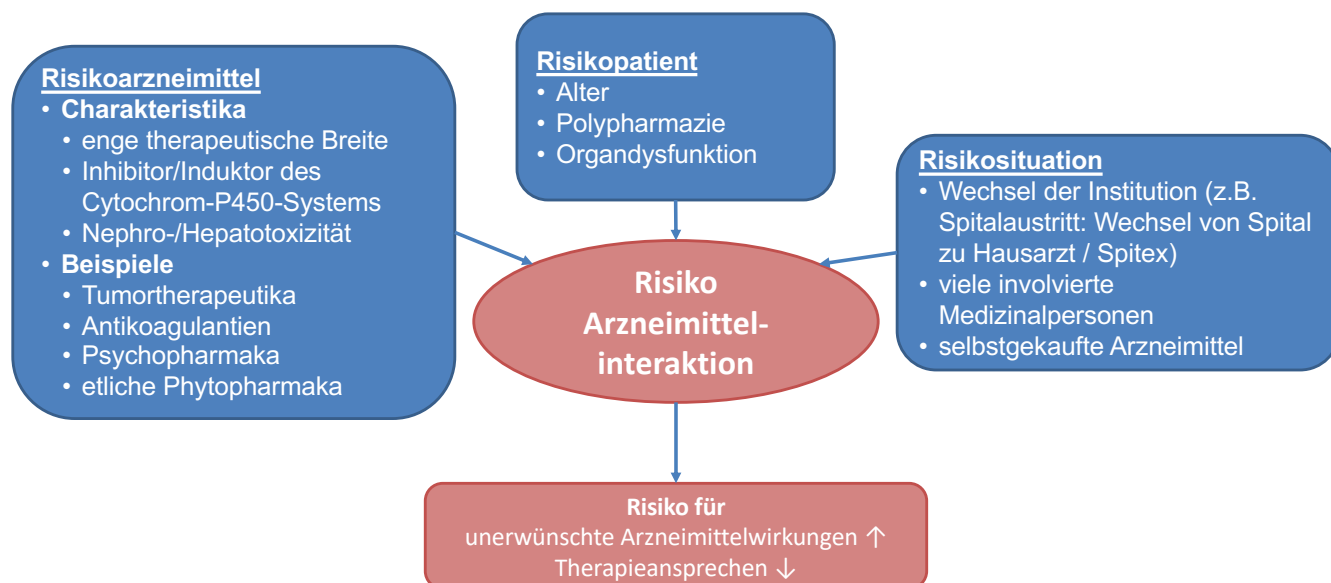 Risikoarzneimittel
• Charakteristika
• enge therapeutische Breite
• Inhibitor/Induktor des
Cytochrom-P450-Systems
• Nephro-/Hepatotoxizität
• Beispiele
• Tumortherapeutika
• Antikoagulantien
• Psychopharmaka
• etliche Phytopharmaka
Risikopatient
• Alter
• Polypharmazie
• Organdysfunktion
Risikosituation
• Wechsel der Institution (z.B.
Spitalaustritt: Wechsel von Spital
zu Hausarzt / Spitex)
• viele involvierte
Medizinalpersonen
• selbstgekaufte Arzneimittel
Risiko
Arzneimittel-
interaktion
Risiko für
unerwünschte Arzneimittelwirkungen ↑
Therapieansprechen ↓